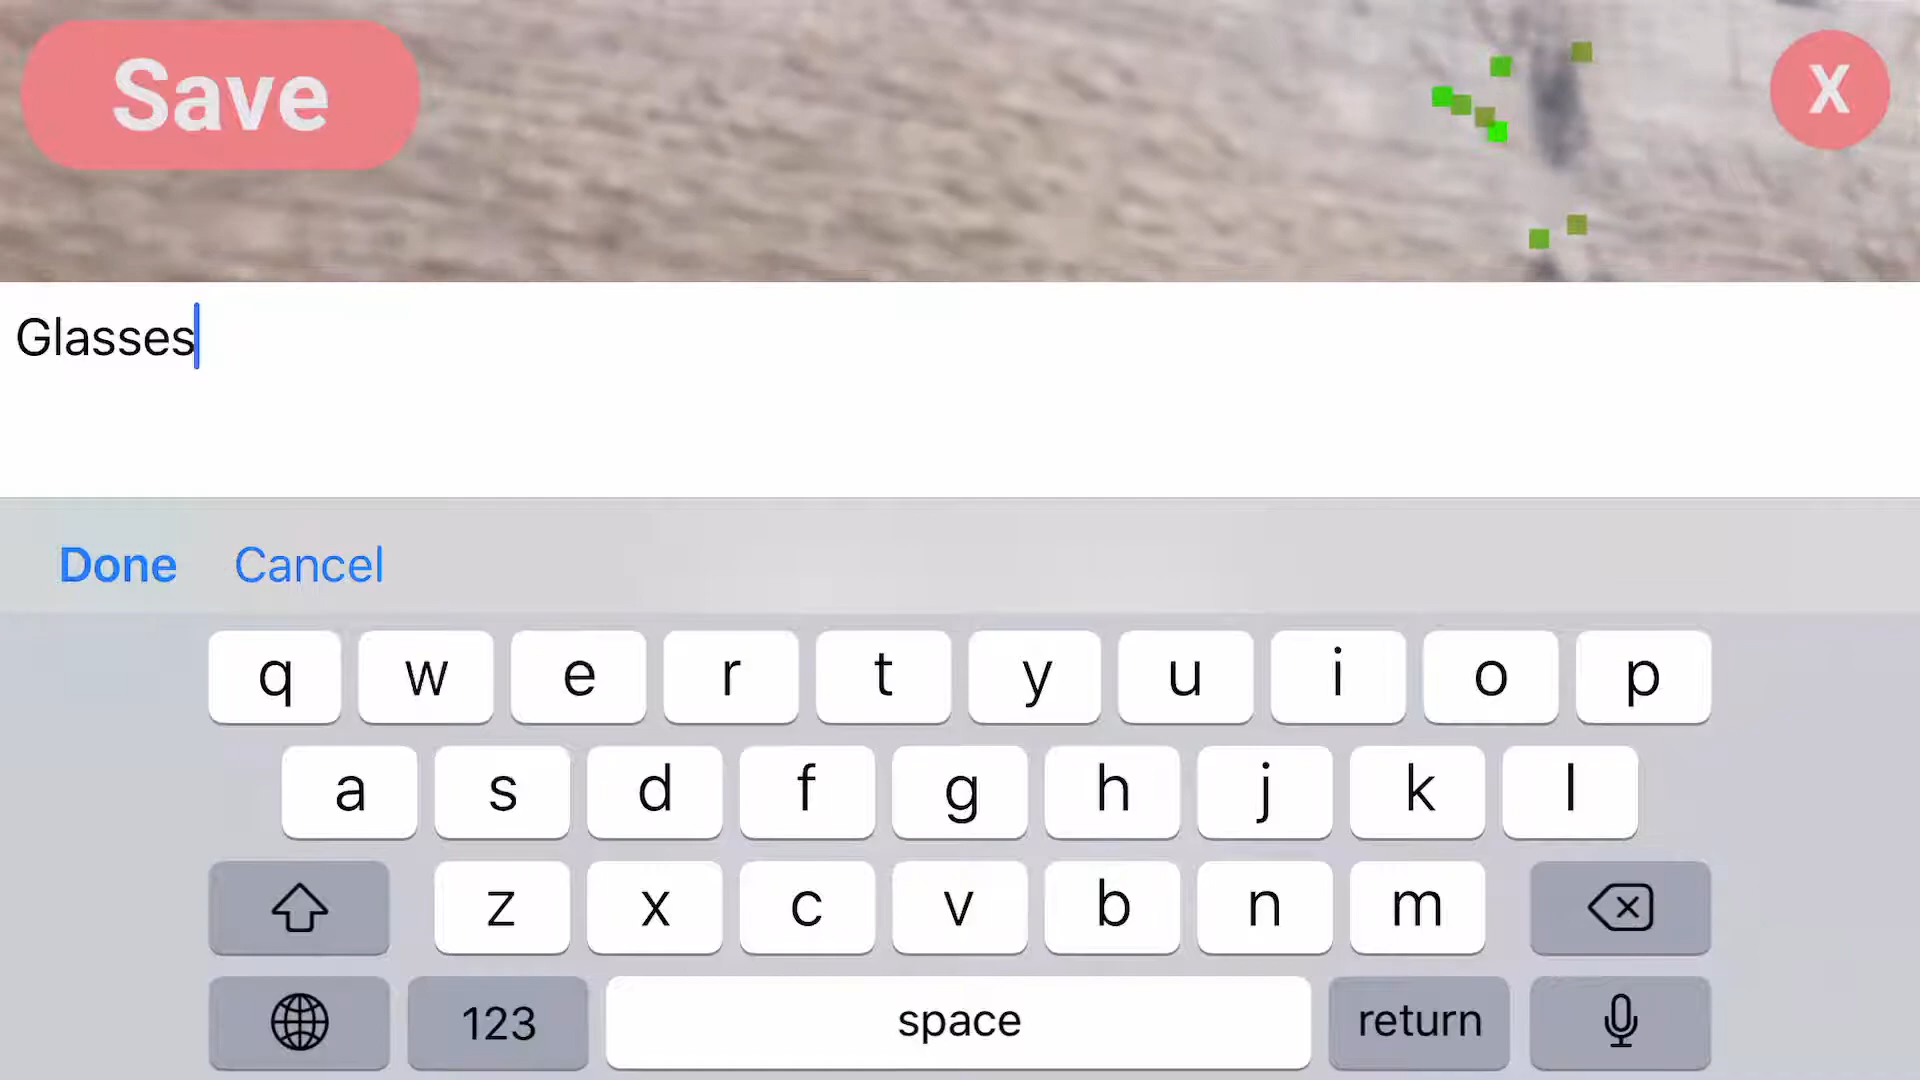 Save X
Glasses
Done Cancel
q w e r t y u i o p
a s d f g h j k l
z x c v b n m
123 space return